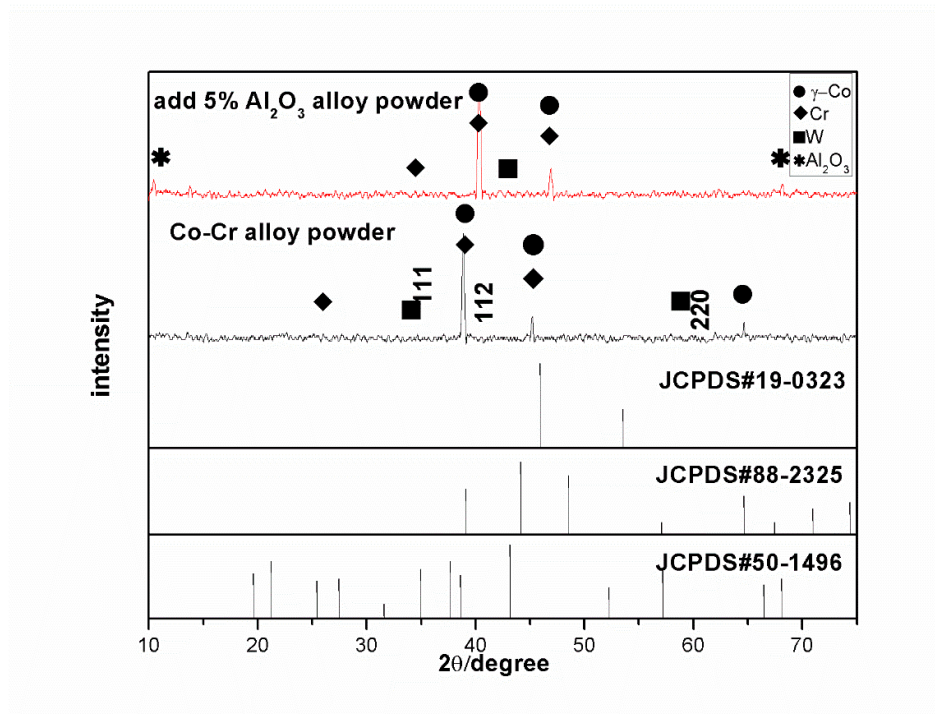 add 5% Al₂O₃ alloy powder
γ–Co
Cr
W
Al₂O₃
Co-Cr alloy powder
111
112
220
intensity
JCPDS#19-0323
JCPDS#88-2325
JCPDS#50-1496
10 20 30 40 50 60 70
2θ/degree